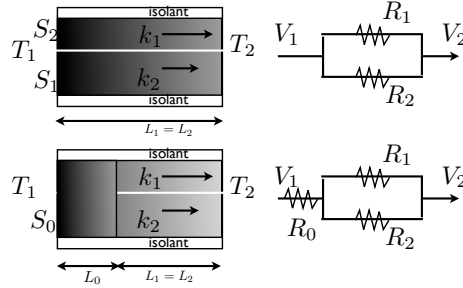 isolant
S₂
k₁
T₁
T₂
S₁
k₂
isolant
L₁ = L₂
V₁
R₁
V₂
R₂
isolant
k₁
T₁
T₂
S₀
k₂
isolant
L₀
L₁ = L₂
V₁
R₁
V₂
R₀
R₂